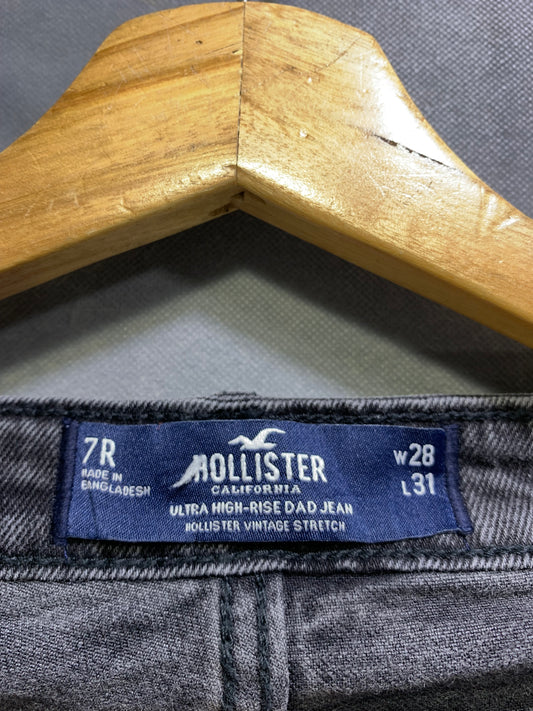 7R
MADE IN
BANGLADESH
HOLLISTER
CALIFORNIA
ULTRA HIGH-RISE DAD JEAN
HOLLISTER VINTAGE STRETCH
W28
L31